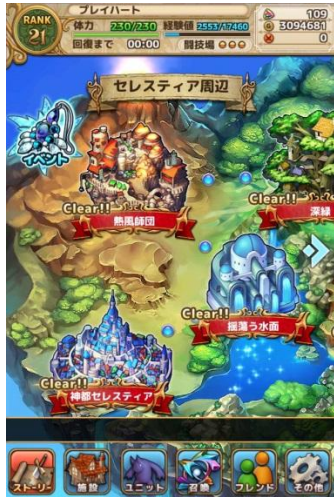 RANK
21
ブレイハート
体力 230/230 経験値 2553/17460
回復まで 00:00 闘技場
109
3094681
0
セレスティア周辺
イベント
Clear!!
熱風師団
Clear!!
深緑
Clear!!
揺蕩う水面
Clear!!
神都セレスティア
ストーリー
施設
ユニット
召喚
フレンド
その他